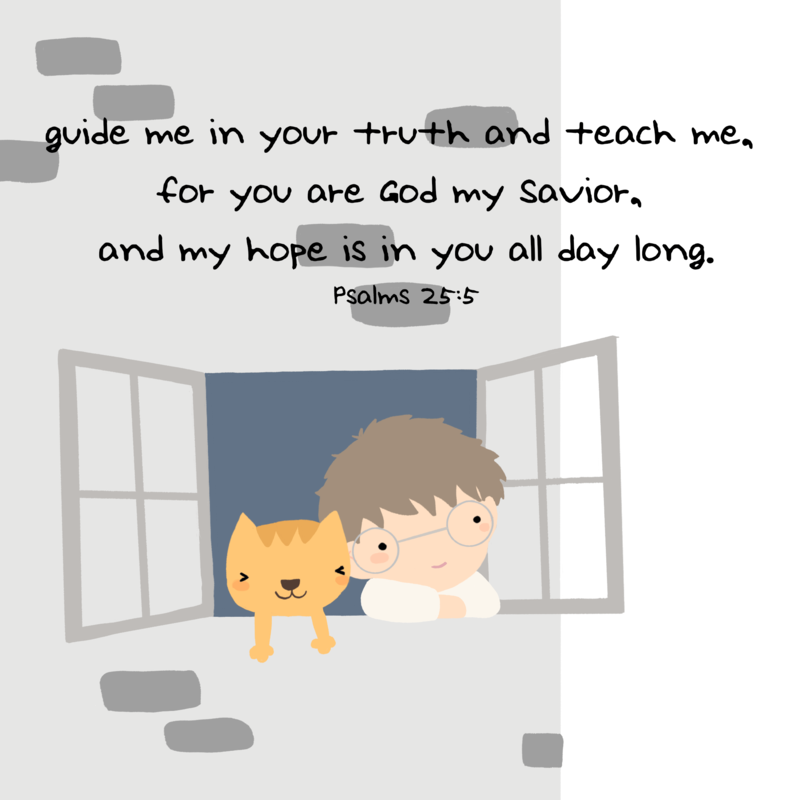 guide me in your truth and teach me,
for you are God my Savior,
and my hope is in you all day long.
Psalms 25:5